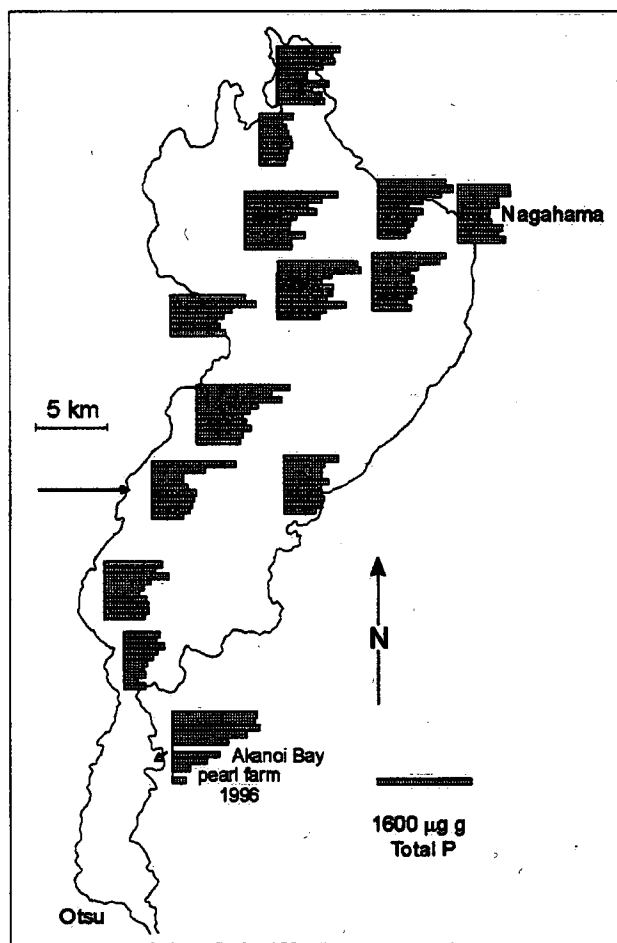 Nagahama
5 km
N
Akanoi Bay
pearl farm
1996
1600 µg g
Total P
Otsu